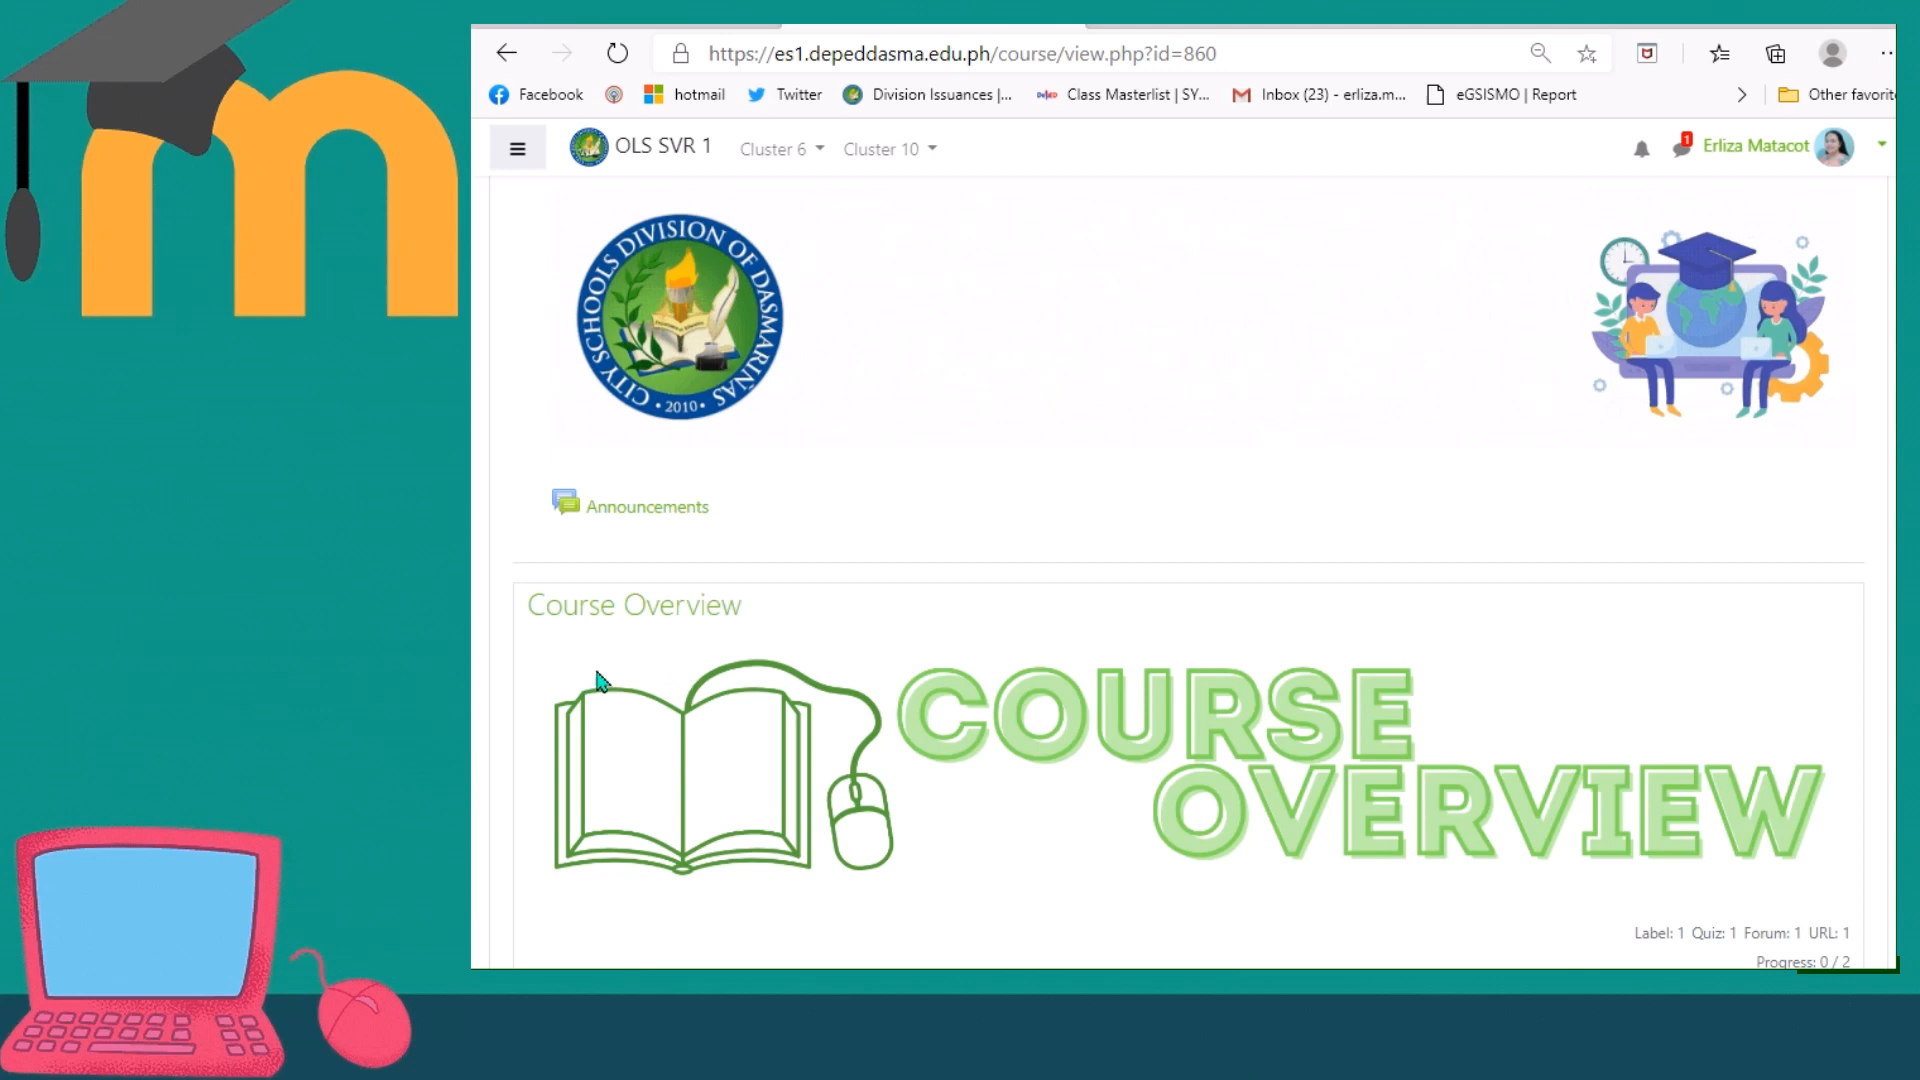 m
https://es1.depeddasma.edu.ph/course/view.php?id=860
Facebook hotmail Twitter Division Issuances |... DepEd Class Masterlist | SY... Inbox (23) - erliza.m... eGSISMO | Report Other favorit
OLS SVR 1 Cluster 6 Cluster 10 1 Erliza Matacot
CITY SCHOOLS DIVISION OF DASMARIÑAS
• 2010 •
Announcements
Course Overview
COURSE
OVERVIEW
Label: 1 Quiz: 1 Forum: 1 URL: 1
Progress: 0 / 2